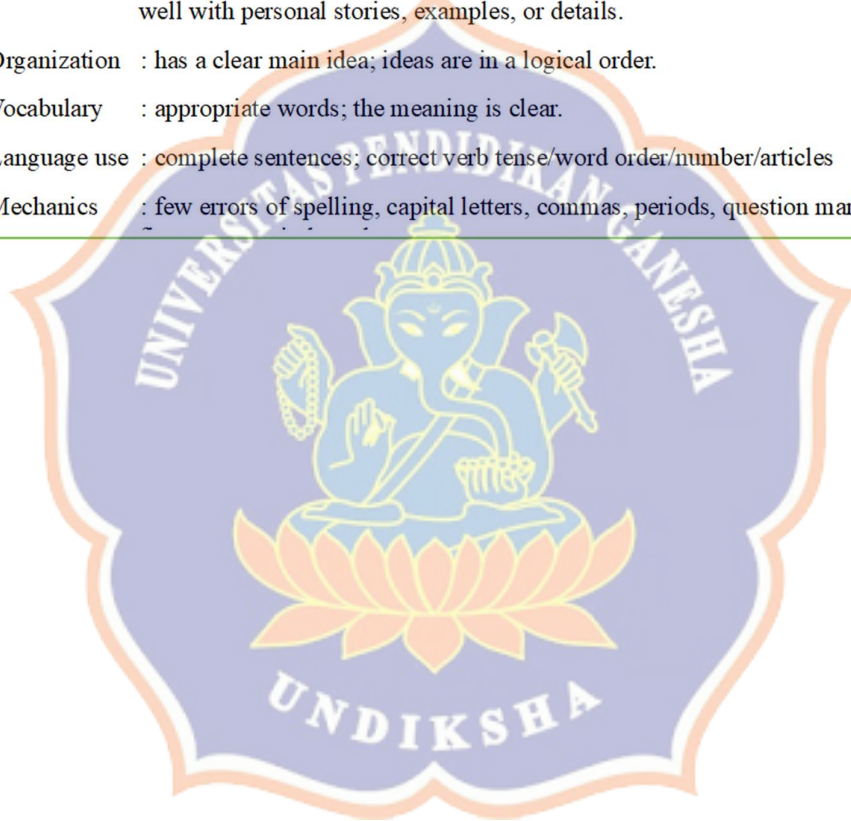 well with personal stories, examples, or details.
Organization : has a clear main idea; ideas are in a logical order.
Vocabulary : appropriate words; the meaning is clear.
Language use : complete sentences; correct verb tense/word order/number/articles
Mechanics : few errors of spelling, capital letters, commas, periods, question mar
UNIVERSITAS PENDIDIKAN GANESHA
UNDIKSHA